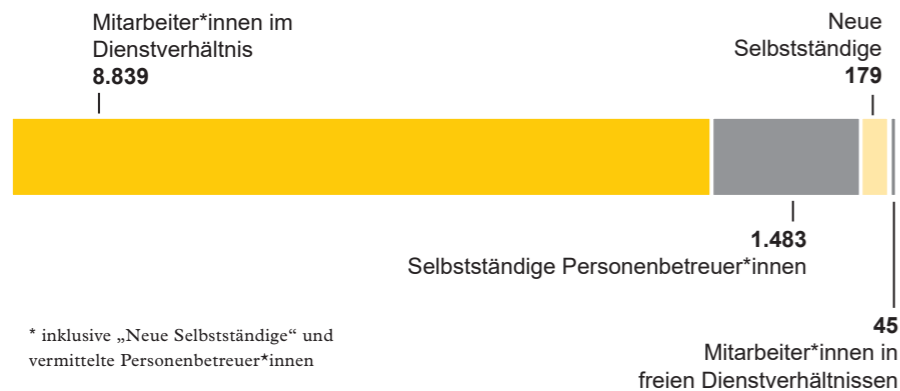 Mitarbeiter*innen im
Dienstverhältnis
8.839
Neue
Selbstständige
179
1.483
Selbstständige Personenbetreuer*innen
45
Mitarbeiter*innen in
freien Dienstverhältnissen
* inklusive „Neue Selbstständige“ und
vermittelte Personenbetreuer*innen